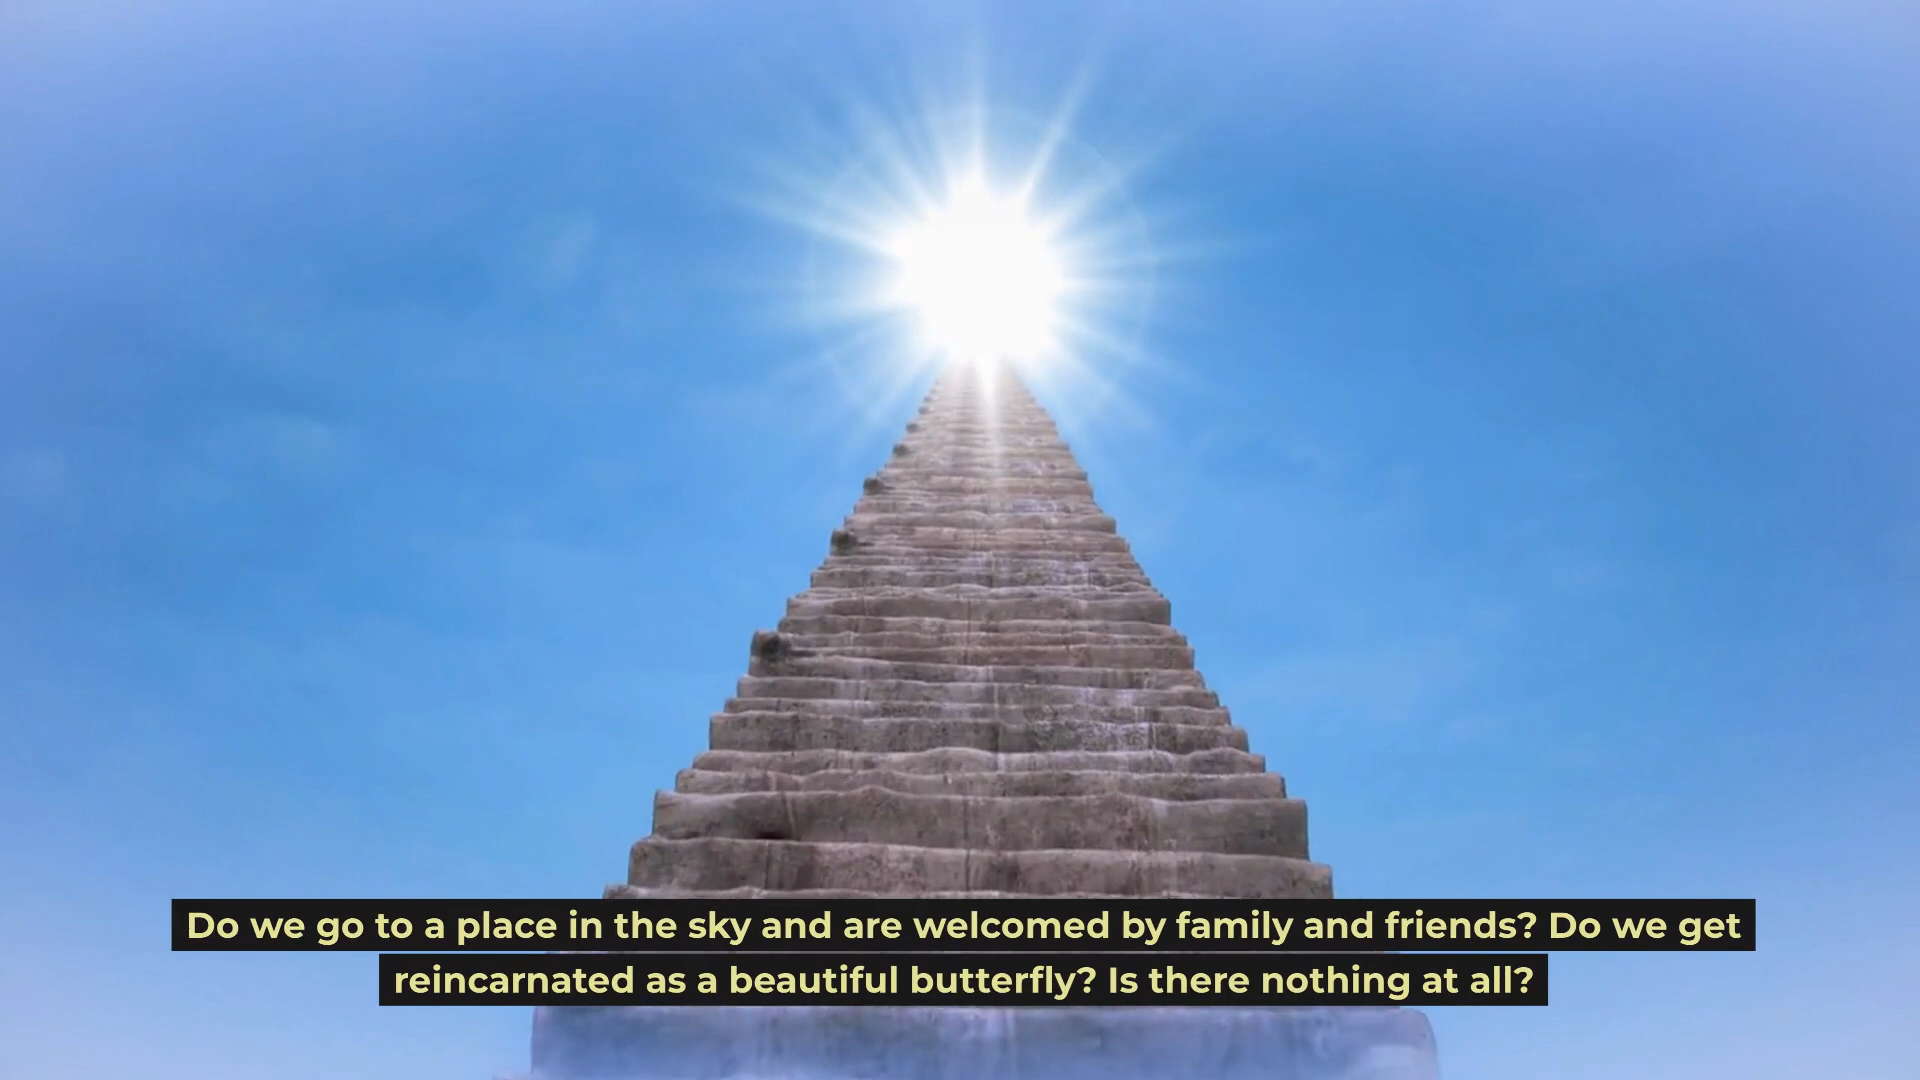 Do we go to a place in the sky and are welcomed by family and friends? Do we get
reincarnated as a beautiful butterfly? Is there nothing at all?